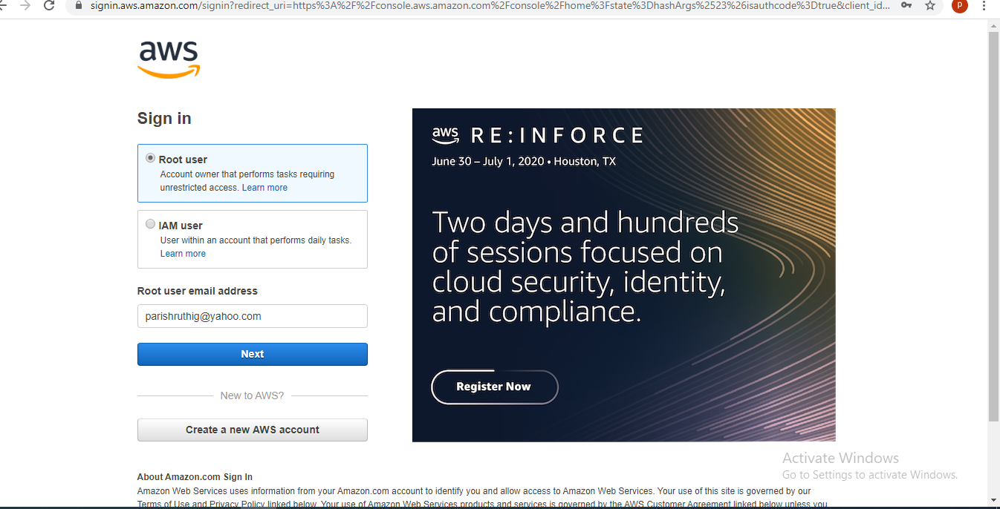 signin.aws.amazon.com/signin?redirect_uri=https%3A%2F%2Fconsole.aws.amazon.com%2Fconsole%2Fhome%3Fstate%3DhashArgs%2523%26isauthcode%3Dtrue&client_id...
P
aws
Sign in
Root user
Account owner that performs tasks requiring
unrestricted access. Learn more
IAM user
User within an account that performs daily tasks.
Learn more
Root user email address
parishruthig@yahoo.com
Next
New to AWS?
Create a new AWS account
aws RE:INFORCE
June 30 – July 1, 2020 • Houston, TX
Two days and hundreds
of sessions focused on
cloud security, identity,
and compliance.
Register Now
Activate Windows
Go to Settings to activate Windows.
About Amazon.com Sign In
Amazon Web Services uses information from your Amazon.com account to identify you and allow access to Amazon Web Services. Your use of this site is governed by our
Terms of Use and Privacy Policy linked below. Your use of Amazon Web Services products and services is governed by the AWS Customer Agreement linked below unless you